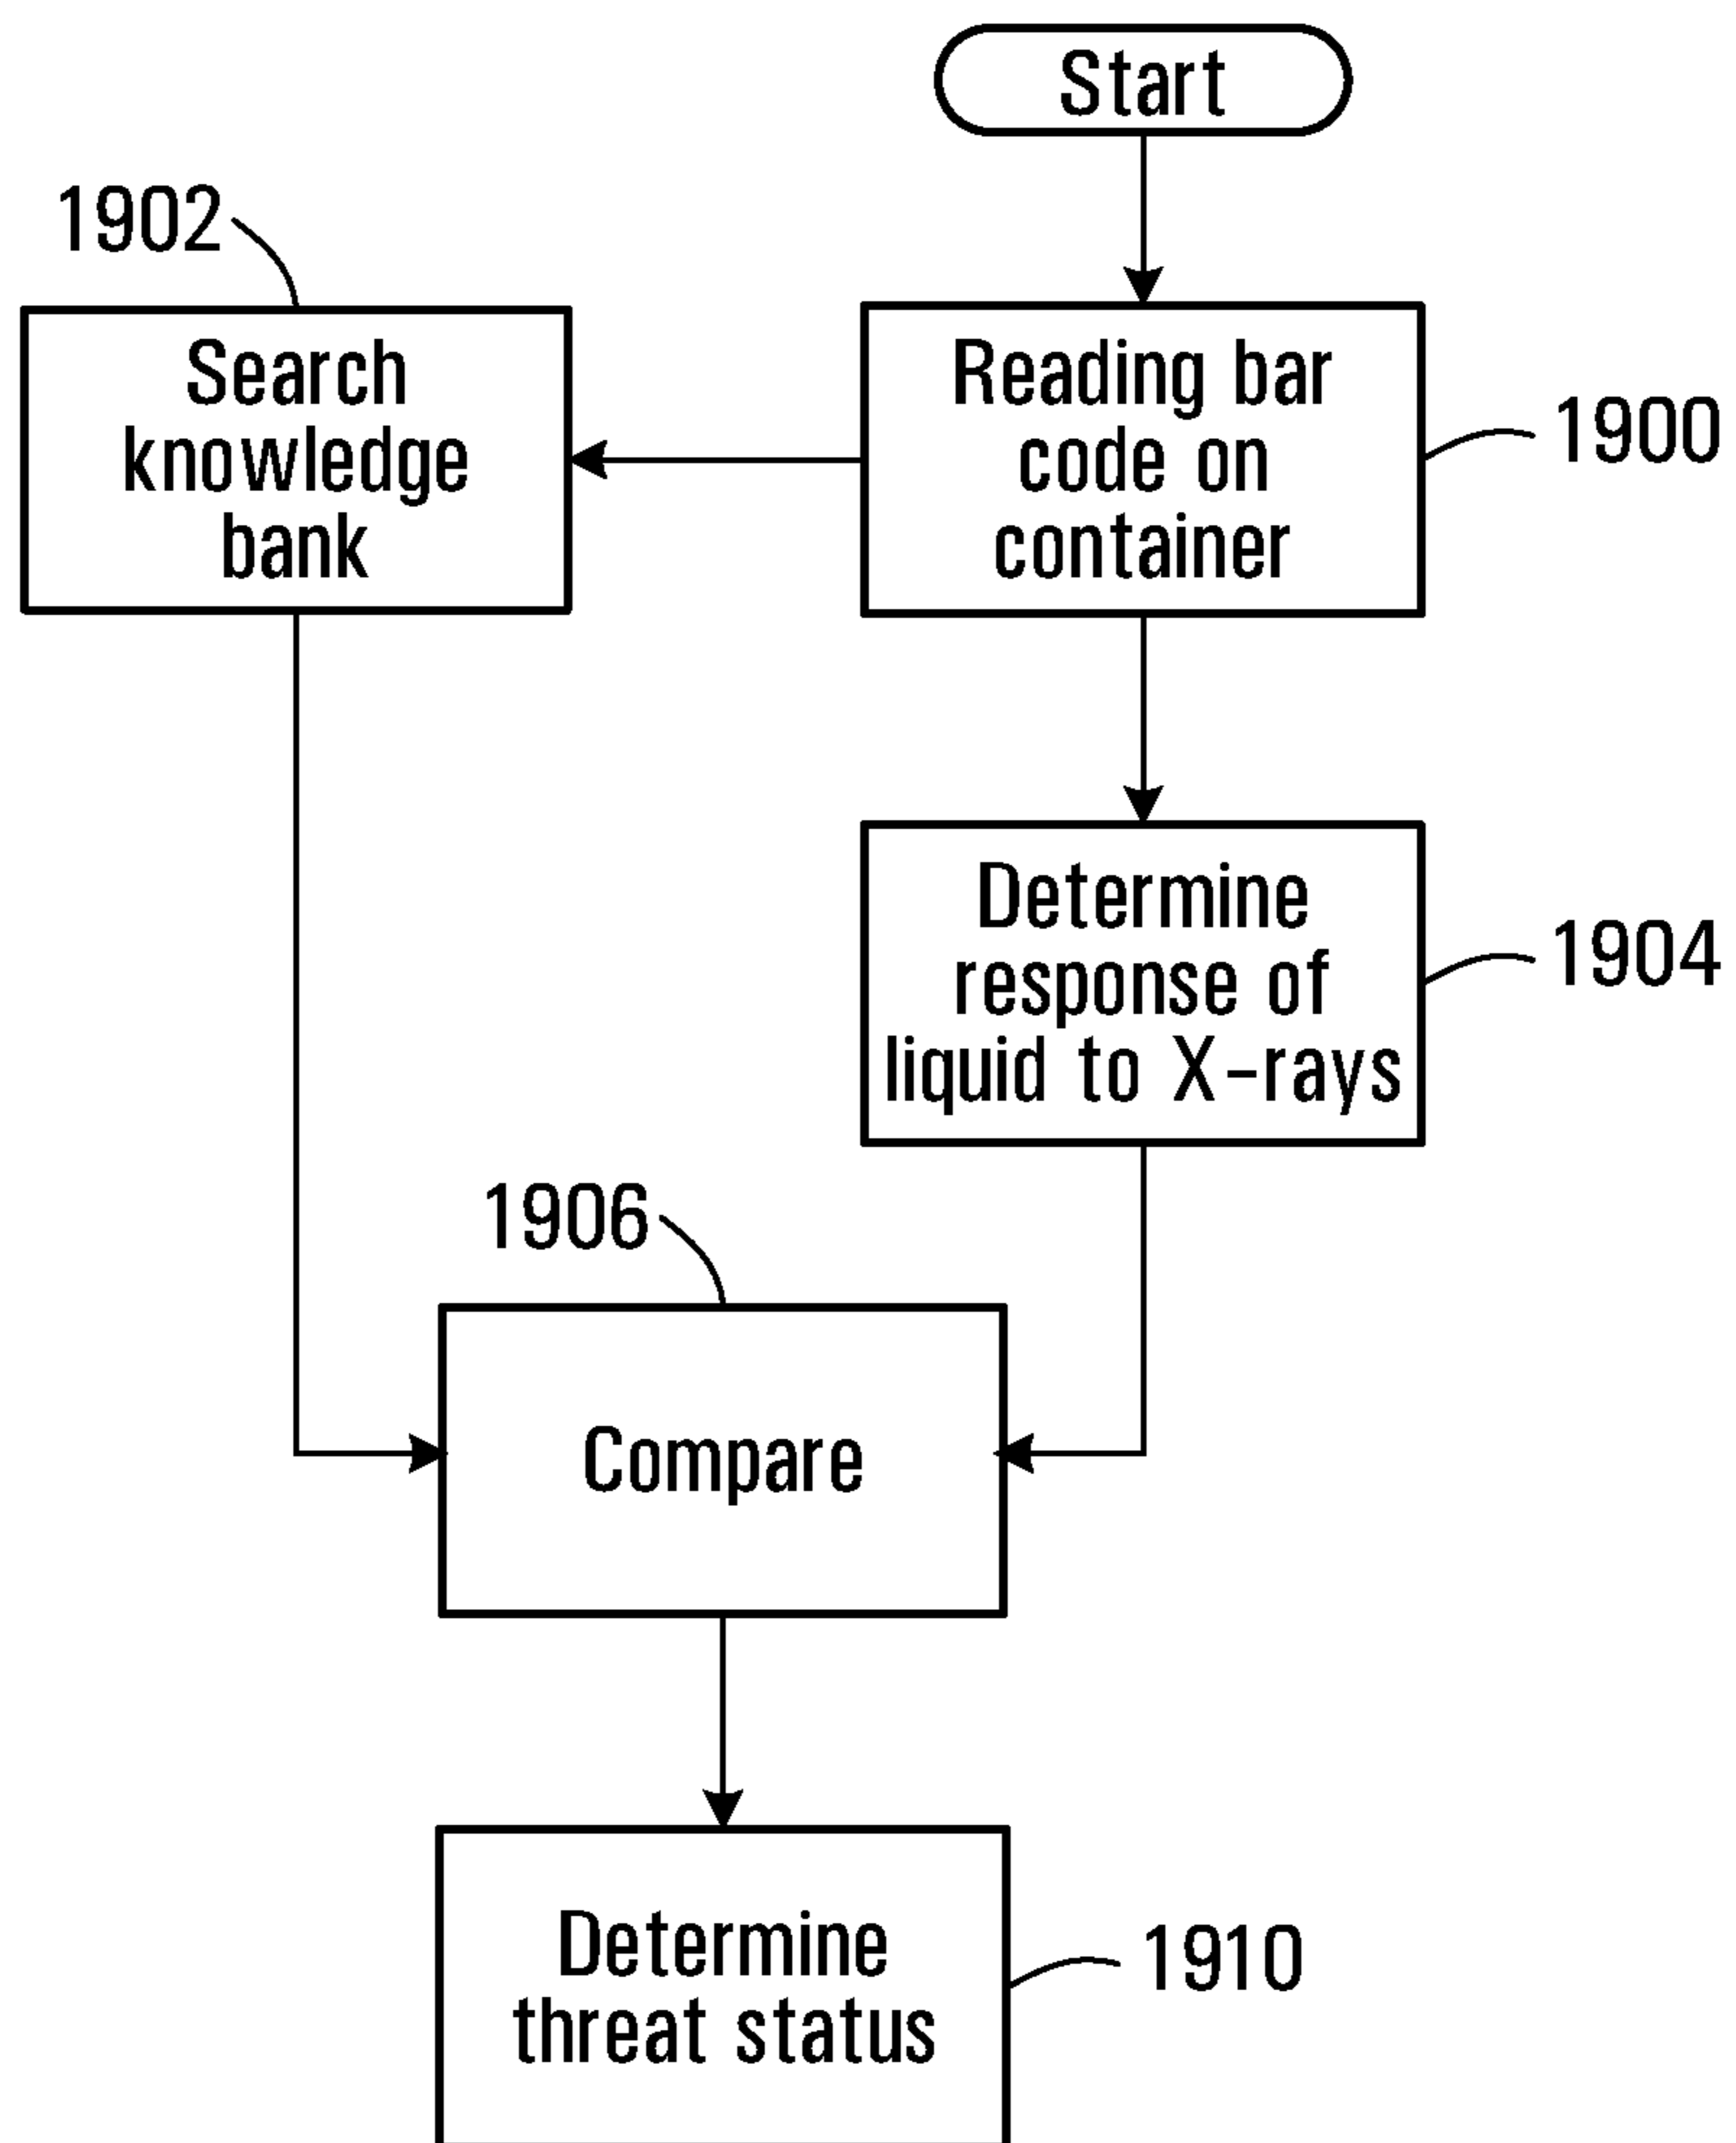 Start
1902
Search
knowledge
bank
Reading bar
code on
container
1900
Determine
response of
liquid to X-rays
1904
1906
Compare
Determine
threat status
1910